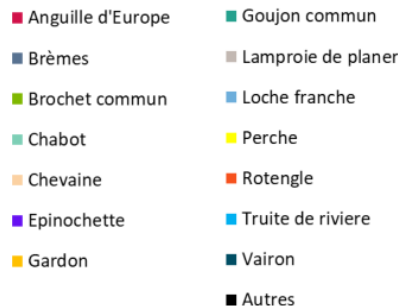 Anguille d'Europe
Brèmes
Brochet commun
Chabot
Chevaine
Epinochette
Gardon
Goujon commun
Lamproie de planer
Loche franche
Perche
Rotengle
Truite de riviere
Vairon
Autres